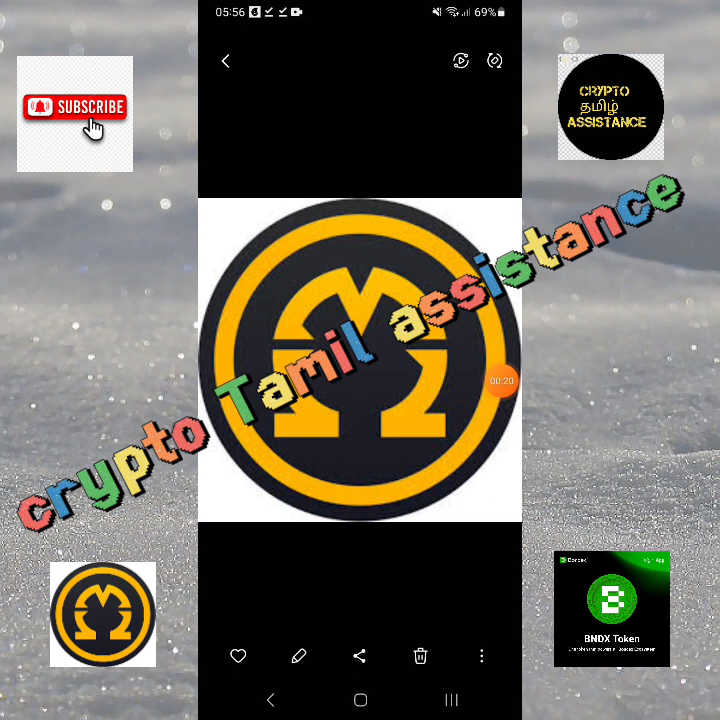 05:56
69%
SUBSCRIBE
CRYPTO
தமிழ்
ASSISTANCE
crypto Tamil assistance
00:20
BNDX Token